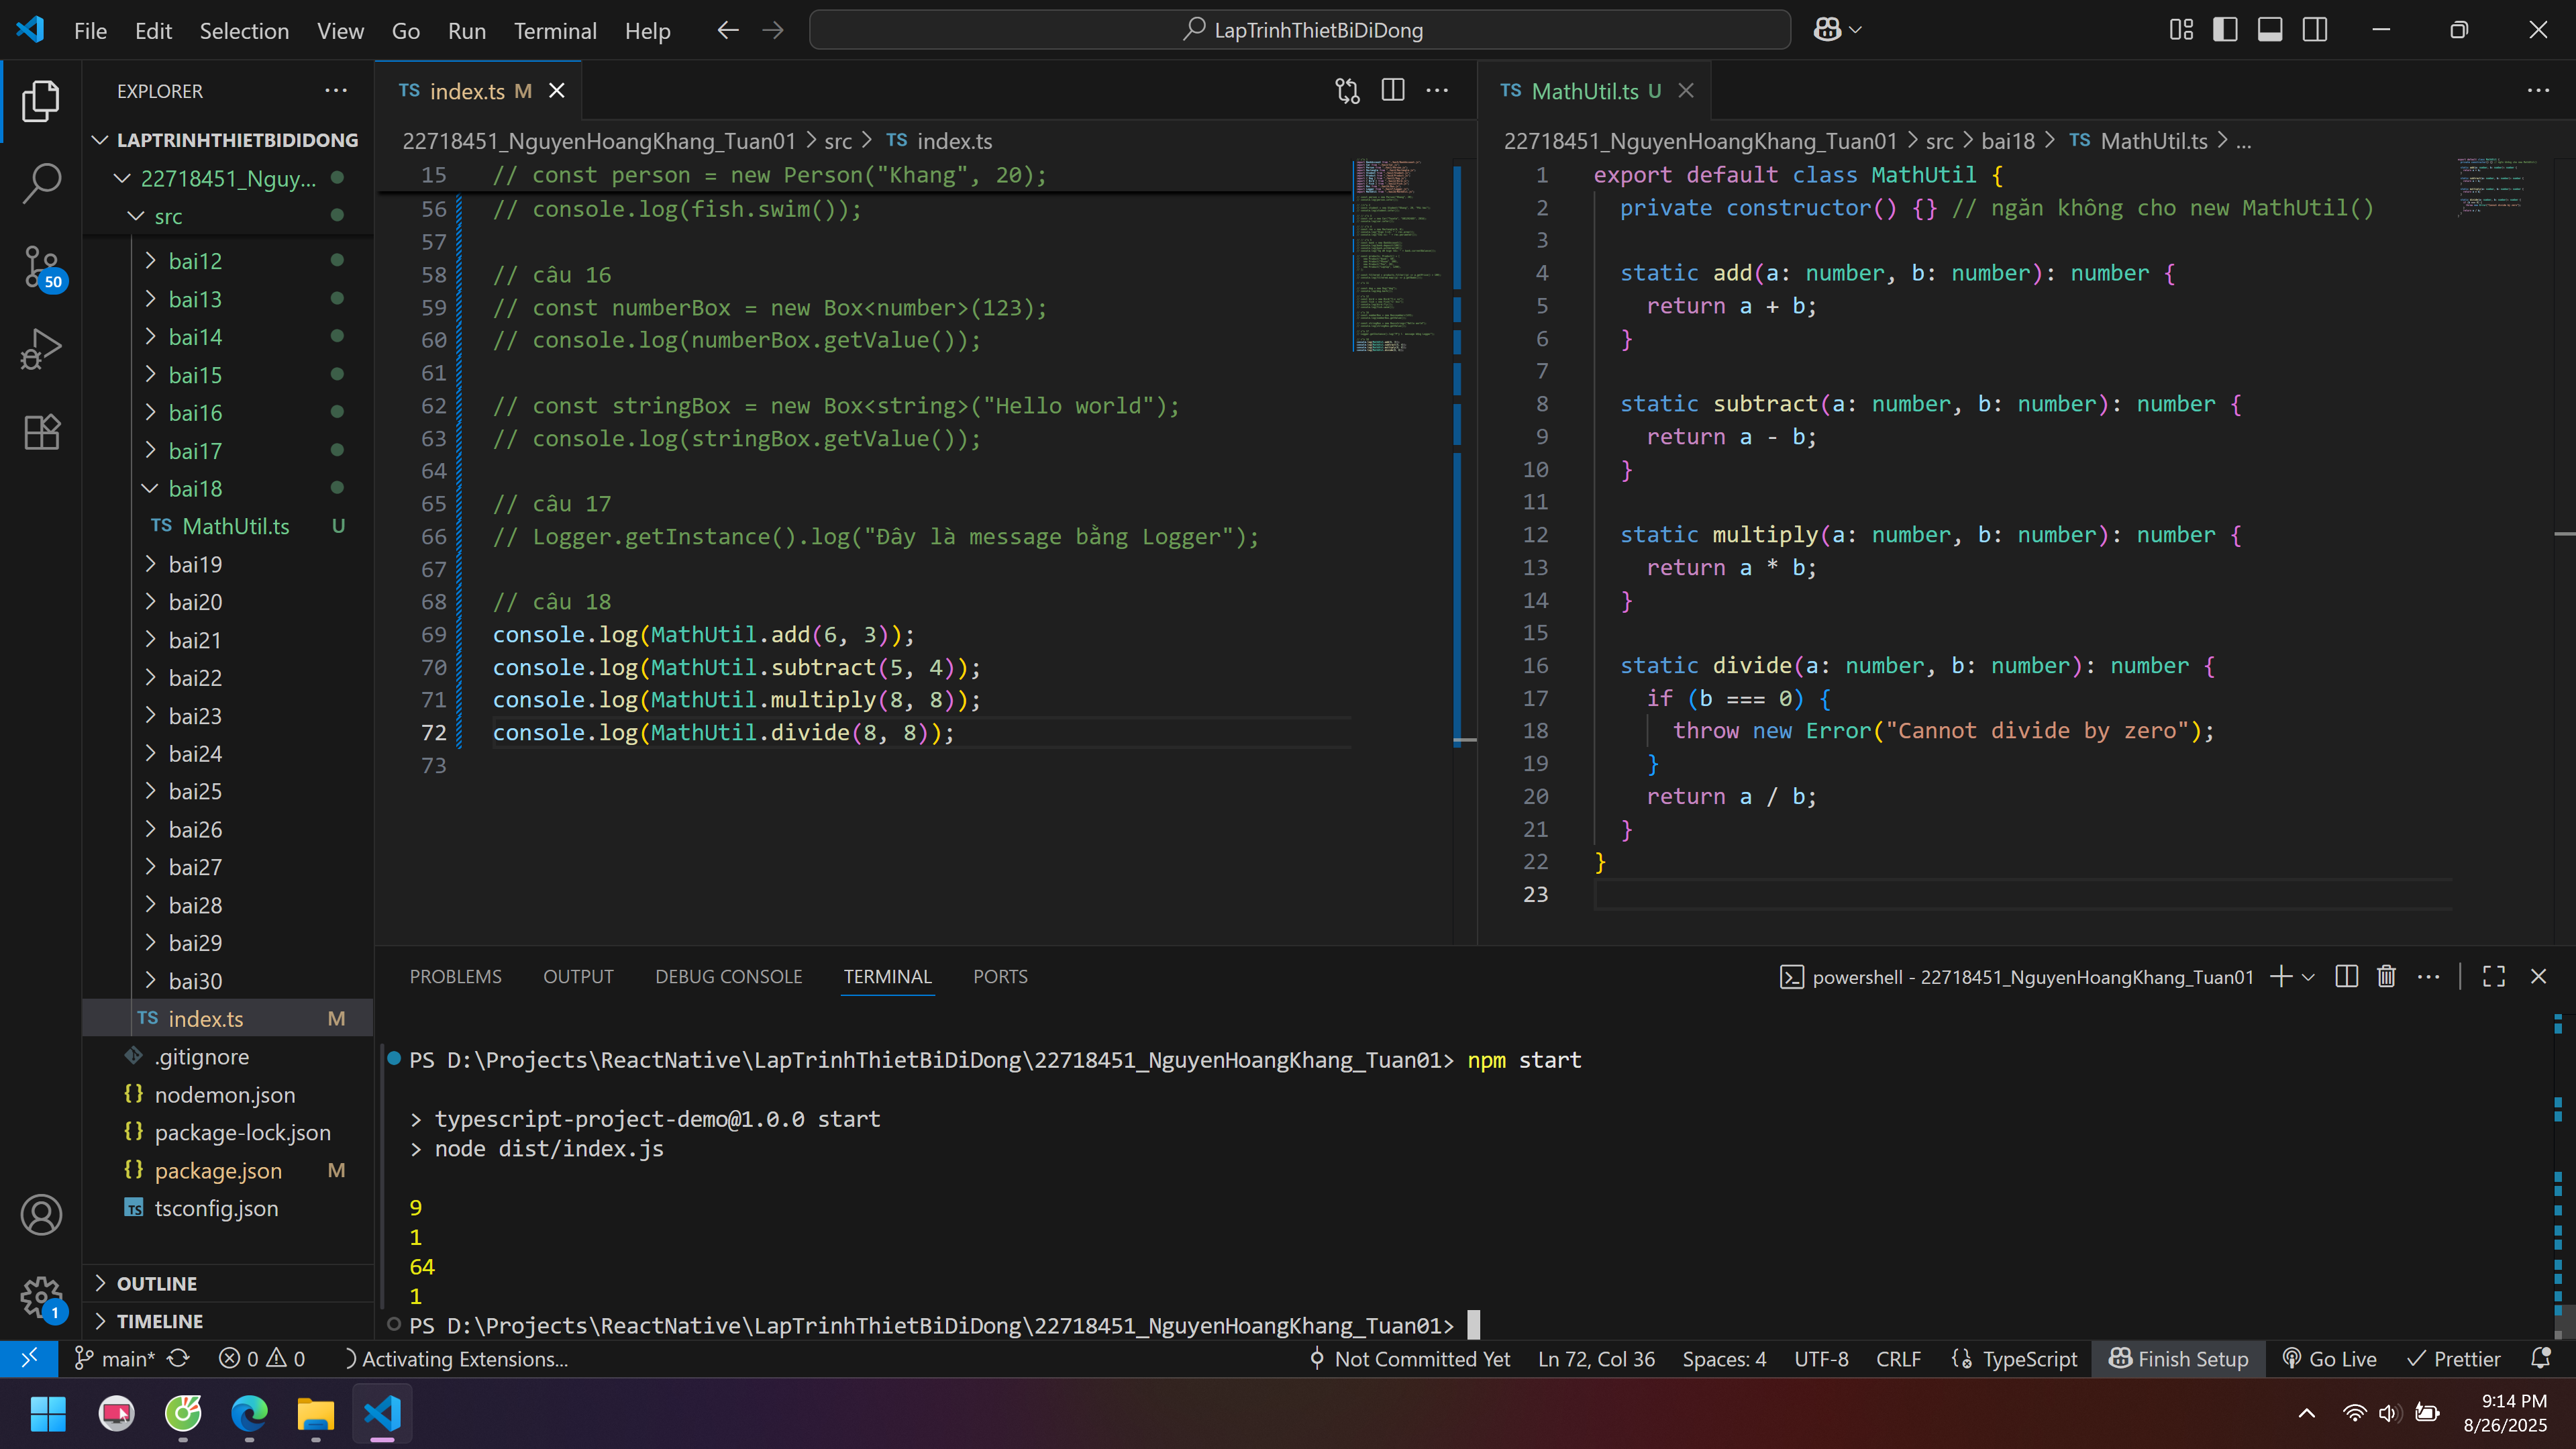 File Edit Selection View Go Run Terminal Help LapTrinhThietBiDiDong
EXPLORER
LAPTRINHTHIETBIDIDONG
22718451_Nguy...
src
bai12
bai13
bai14
bai15
bai16
bai17
bai18
TS MathUtil.ts U
bai19
bai20
bai21
bai22
bai23
bai24
bai25
bai26
bai27
bai28
bai29
bai30
TS index.ts M
.gitignore
{} nodemon.json
{} package-lock.json
{} package.json M
TS tsconfig.json
OUTLINE
TIMELINE
50
1
TS index.ts M
22718451_NguyenHoangKhang_Tuan01 > src > TS index.ts
15 // const person = new Person("Khang", 20);
56 // console.log(fish.swim());
57
58 // câu 16
59 // const numberBox = new Box<number>(123);
60 // console.log(numberBox.getValue());
61
62 // const stringBox = new Box<string>("Hello world");
63 // console.log(stringBox.getValue());
64
65 // câu 17
66 // Logger.getInstance().log("Đây là message bằng Logger");
67
68 // câu 18
69 console.log(MathUtil.add(6, 3));
70 console.log(MathUtil.subtract(5, 4));
71 console.log(MathUtil.multiply(8, 8));
72 console.log(MathUtil.divide(8, 8));
73
TS MathUtil.ts U
22718451_NguyenHoangKhang_Tuan01 > src > bai18 > TS MathUtil.ts > ...
1 export default class MathUtil {
2 private constructor() {} // ngăn không cho new MathUtil()
3
4 static add(a: number, b: number): number {
5 return a + b;
6 }
7
8 static subtract(a: number, b: number): number {
9 return a - b;
10 }
11
12 static multiply(a: number, b: number): number {
13 return a * b;
14 }
15
16 static divide(a: number, b: number): number {
17 if (b === 0) {
18 throw new Error("Cannot divide by zero");
19 }
20 return a / b;
21 }
22 }
23
PROBLEMS OUTPUT DEBUG CONSOLE TERMINAL PORTS powershell - 22718451_NguyenHoangKhang_Tuan01
PS D:\Projects\ReactNative\LapTrinhThietBiDiDong\22718451_NguyenHoangKhang_Tuan01> npm start
> typescript-project-demo@1.0.0 start
> node dist/index.js
9
1
64
1
PS D:\Projects\ReactNative\LapTrinhThietBiDiDong\22718451_NguyenHoangKhang_Tuan01>
main* 0 0 Activating Extensions... Not Committed Yet Ln 72, Col 36 Spaces: 4 UTF-8 CRLF TypeScript Finish Setup Go Live Prettier
9:14 PM
8/26/2025